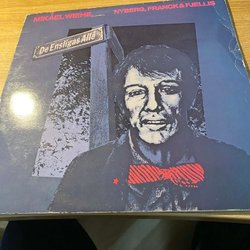 MIKAEL WIEHE
NYBERG, FRANCK & FJELLIS
De Ensligas Allé